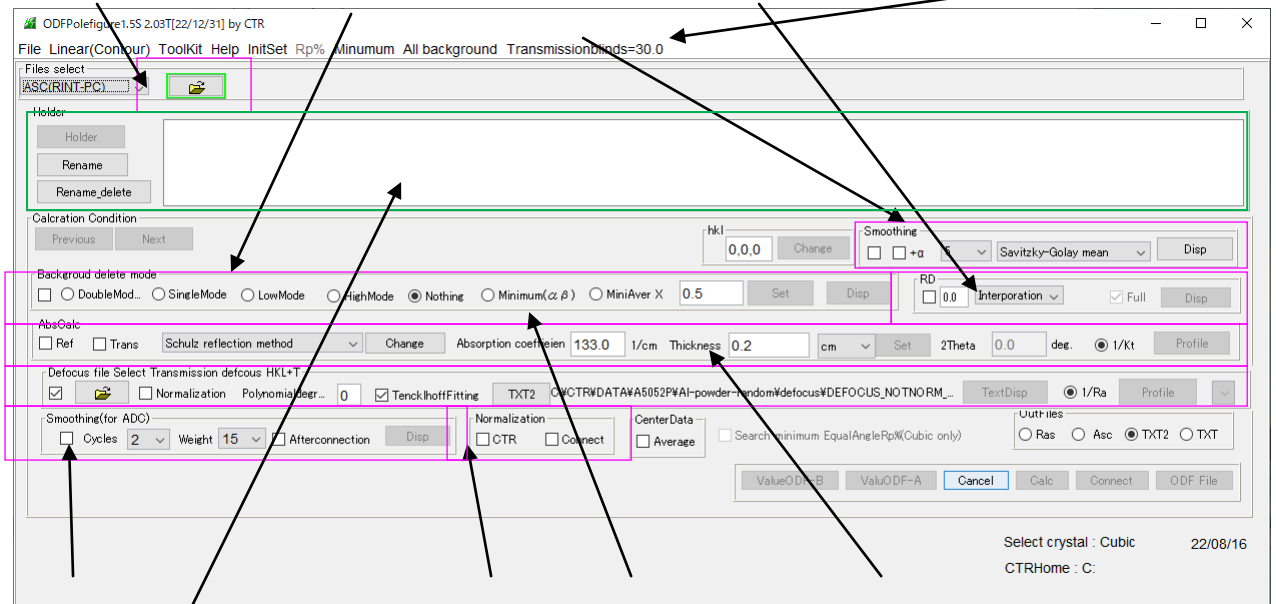 ODFPolefigure1.5S 2.03T[22/12/31] by CTR
File Linear(Contour) ToolKit Help InitSet Rp% Minumum All background Transmissionblinds=30.0
Files select
ASC(RINT-PC)
Holder
Holder
Rename
Rename_delete
Calcration Condition
Previous Next
hkl
0,0,0 Change
Smoothing
+α 5 Savitzky-Golay mean Disp
Backgroud delete mode
DoubleMod... SingleMode LowMode HighMode Nothing Minimum(αβ) MiniAver X 0.5 Set Disp
RD
0.0 Interporation Full Disp
AbsCalc
Ref Trans Schulz reflection method Change Absorption coeffieien 133.0 1/cm Thickness 0.2 cm Set 2Theta 0.0 deg. 1/Kt Profile
Defocus file Select Transmission defcous HKL+T
Normalization Polynomialdegr... 0 TenckIhoffFitting TXT2 C:¥CTR¥DATA¥A5052P¥Al-powder-random¥defocus¥DEFOCUS_NOTNORM_... TextDisp 1/Ra Profile
Smoothing(for ADC)
Cycles 2 Weight 15 Afterconnection Disp
Normalization
CTR Connect
CenterData
Average
Search minimum EqualAngleRp%(Cubic only)
OutFiles
Ras Asc TXT2 TXT
ValueODF-B ValuODF-A Cancel Calc Connect ODF File
Select crystal : Cubic 22/08/16
CTRHome : C: